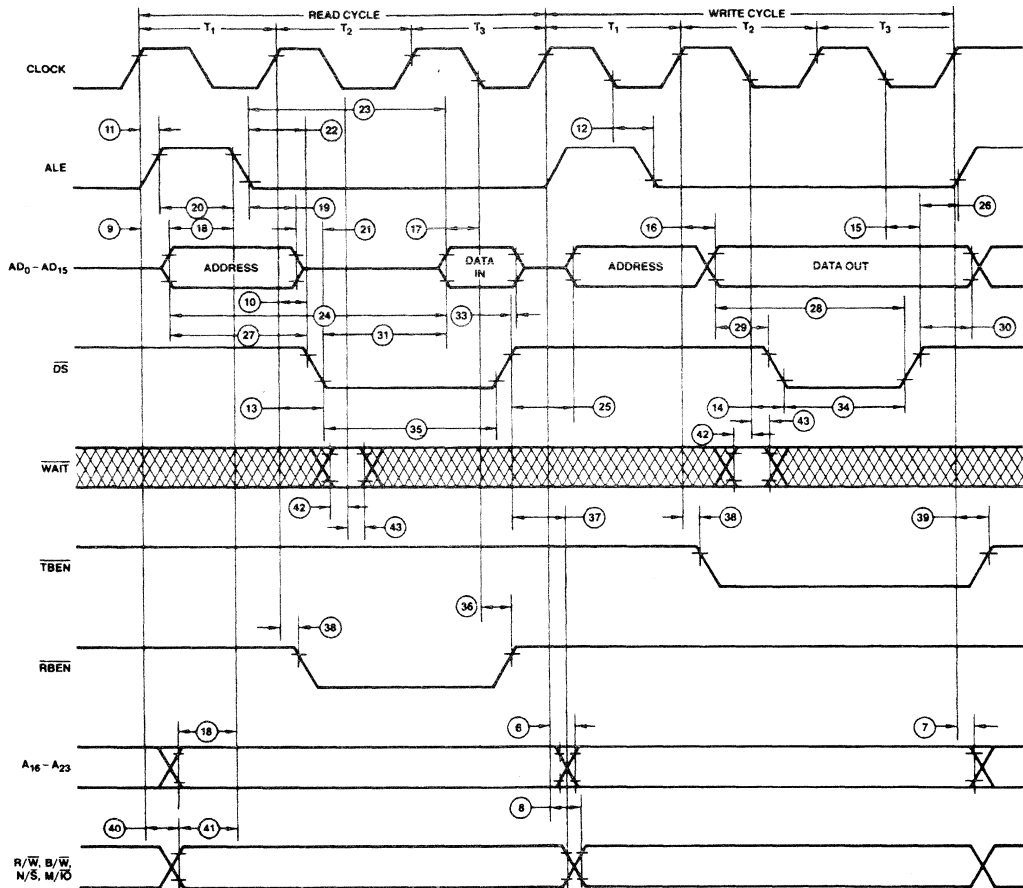 READ CYCLE WRITE CYCLE
T1 T2 T3 T1 T2 T3
CLOCK
23
11 22 12
ALE
20 19 26
9 18 21 17 16 15
AD0 – AD15 ADDRESS DATA IN ADDRESS DATA OUT
10
24 33 28
27 31 29 30
DS
13 25 14 34
35 42 43
WAIT
42 43
37 38 39
TBEN
36
38
RBEN
18 6 7
A16 – A23
8
40 41
R/W, B/W,
N/S, M/IO